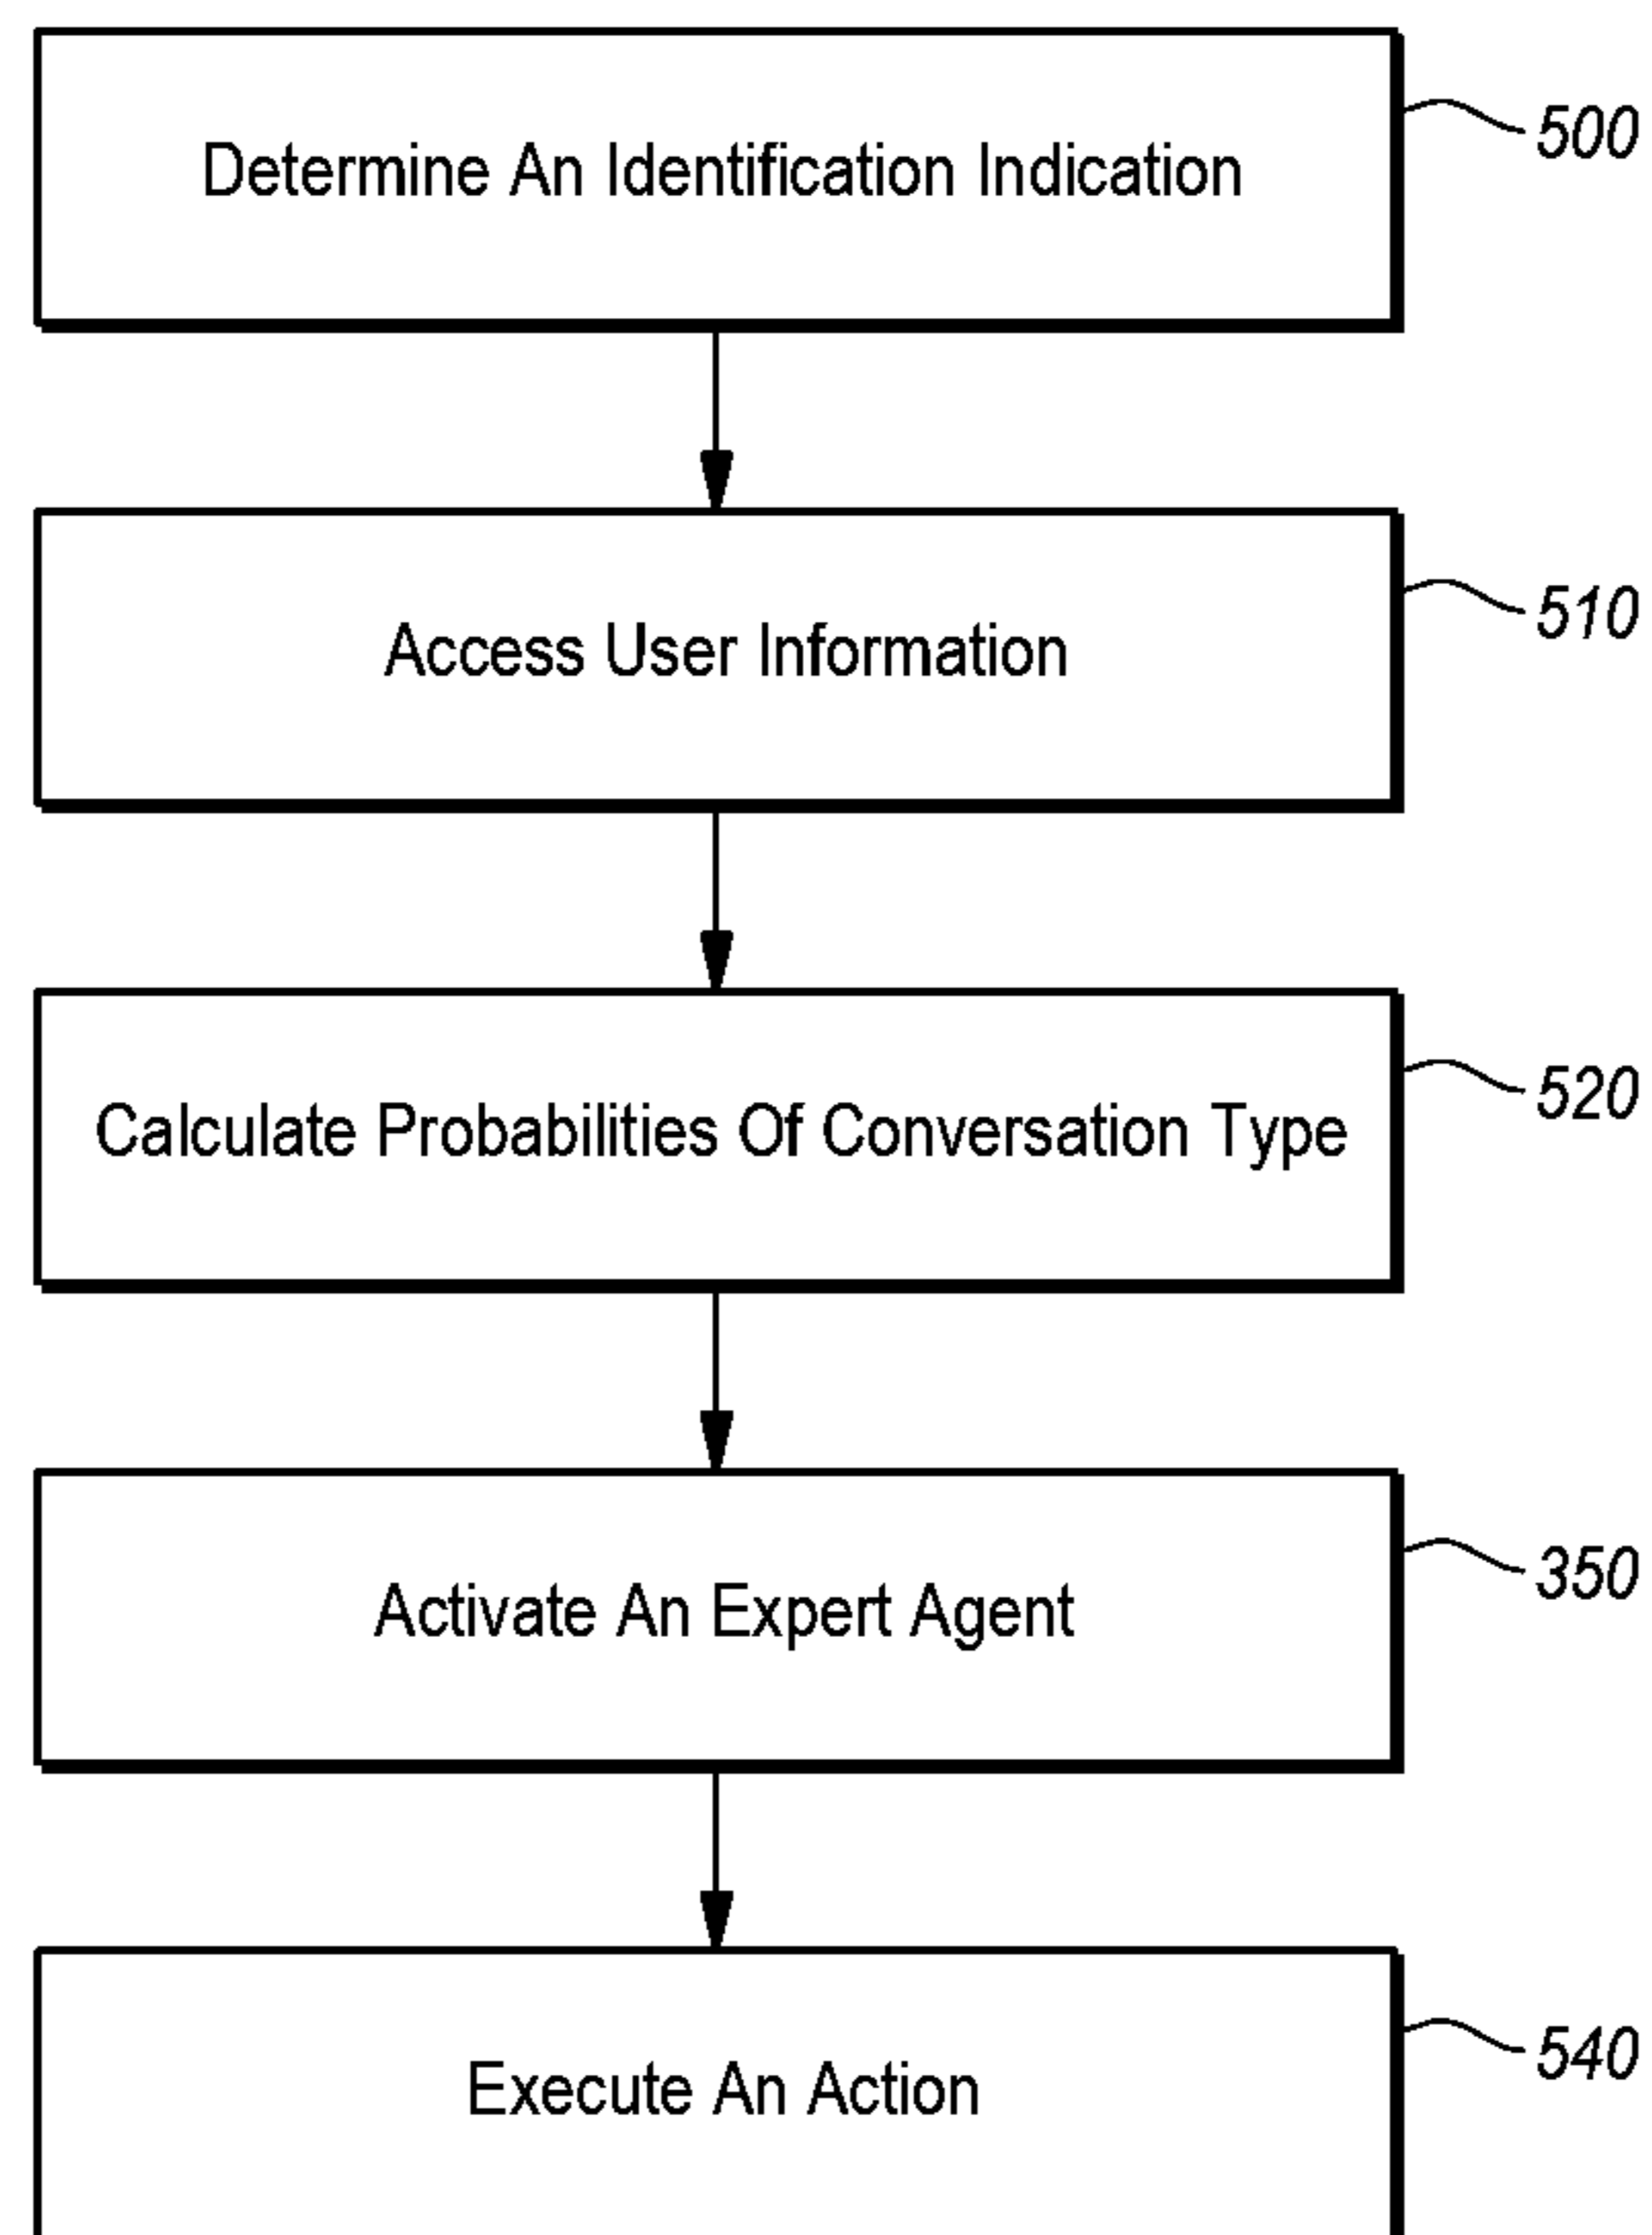 Determine An Identification Indication
500
Access User Information
510
Calculate Probabilities Of Conversation Type
520
Activate An Expert Agent
350
Execute An Action
540